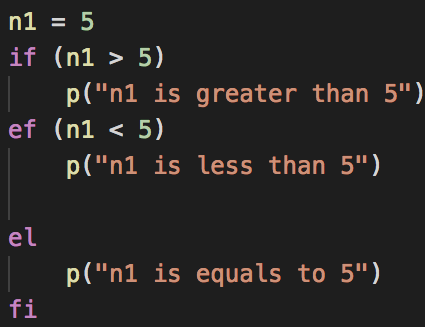 n1 = 5
if (n1 > 5)
p("n1 is greater than 5")
ef (n1 < 5)
p("n1 is less than 5")
el
p("n1 is equals to 5")
fi